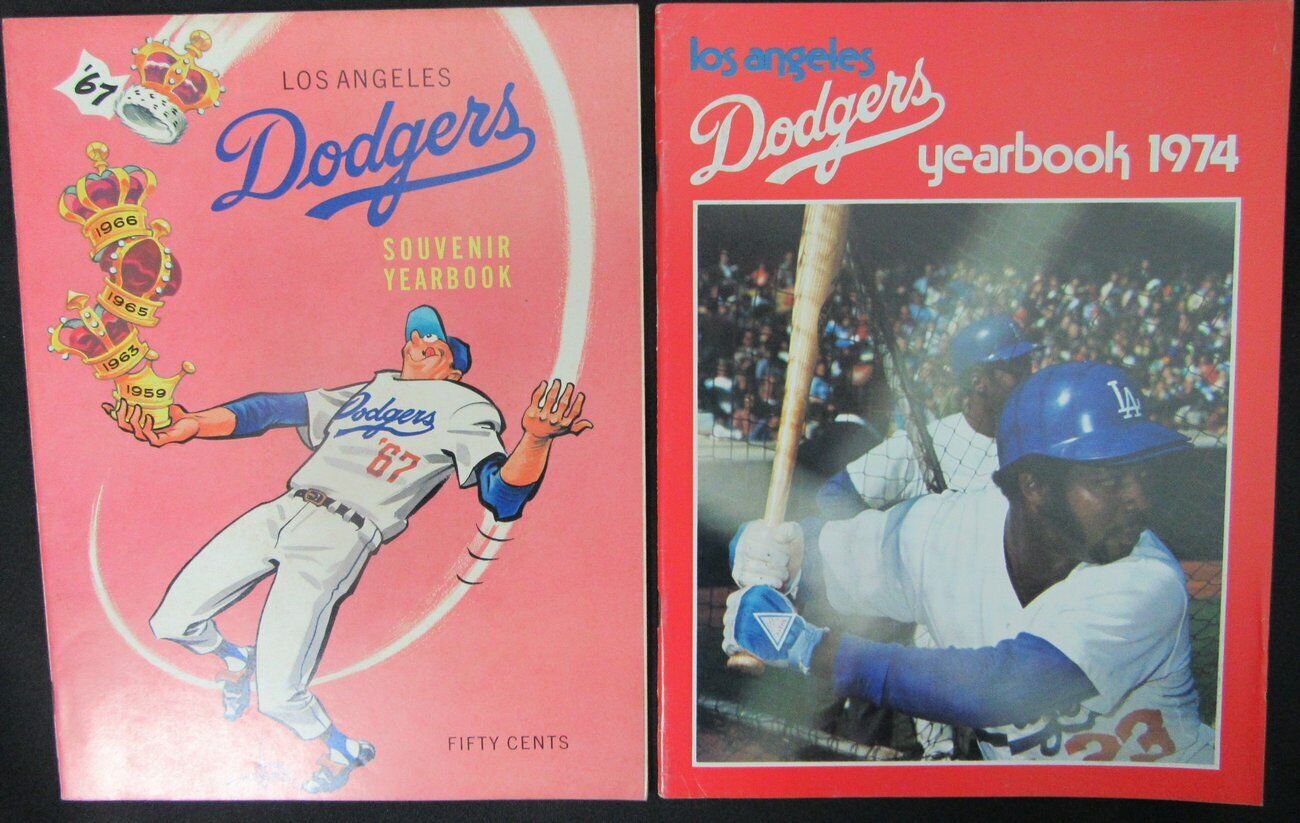 '67
LOS ANGELES
Dodgers
SOUVENIR
YEARBOOK
1966
1965
1963
1959
Dodgers
'67
FIFTY CENTS
los angeles
Dodgers
yearbook 1974
LA
23